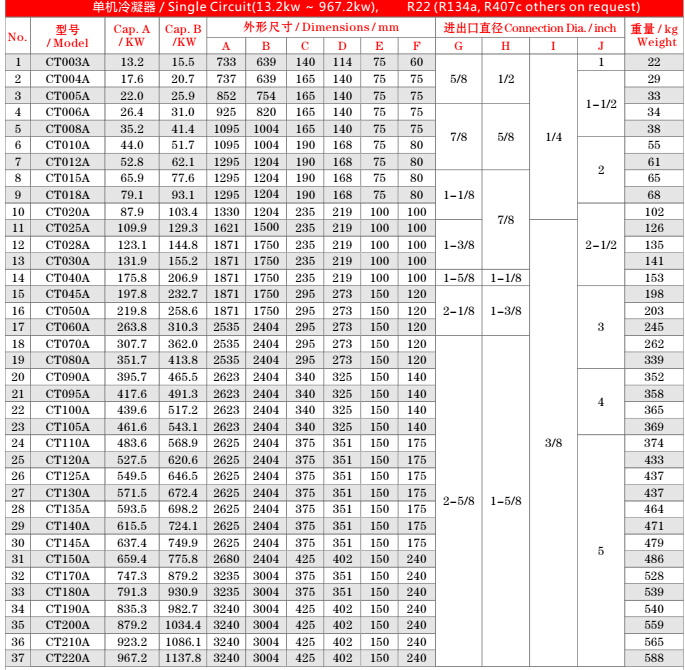 单机冷凝器 / Single Circuit(13.2kw ~ 967.2kw), R22 (R134a, R407c others on request)
No. 型号 / Model Cap. A / KW Cap. B /KW 外形尺寸 / Dimensions / mm 进出口直径 Connection Dia. / inch 重量 / kg Weight
A B C D E F G H I J
1 CT003A 13.2 15.5 733 639 140 114 75 60 1 22
2 CT004A 17.6 20.7 737 639 165 140 75 75 5/8 1/2 29
3 CT005A 22.0 25.9 852 754 165 140 75 75 33
1-1/2
4 CT006A 26.4 31.0 925 820 165 140 75 75 34
5 CT008A 35.2 41.4 1095 1004 165 140 75 75 38
7/8 5/8 1/4
6 CT010A 44.0 51.7 1095 1004 190 168 75 80 55
7 CT012A 52.8 62.1 1295 1204 190 168 75 80 61
2
8 CT015A 65.9 77.6 1295 1204 190 168 75 80 65
9 CT018A 79.1 93.1 1295 1204 190 168 75 80 1-1/8 68
10 CT020A 87.9 103.4 1330 1204 235 219 100 100 102
7/8
11 CT025A 109.9 129.3 1621 1500 235 219 100 100 126
12 CT028A 123.1 144.8 1871 1750 235 219 100 100 1-3/8 2-1/2 135
13 CT030A 131.9 155.2 1871 1750 235 219 100 100 141
14 CT040A 175.8 206.9 1871 1750 235 219 100 100 1-5/8 1-1/8 153
15 CT045A 197.8 232.7 1871 1750 295 273 150 120 198
16 CT050A 219.8 258.6 1871 1750 295 273 150 120 2-1/8 1-3/8 203
17 CT060A 263.8 310.3 2535 2404 295 273 150 120 3 245
18 CT070A 307.7 362.0 2535 2404 295 273 150 120 262
19 CT080A 351.7 413.8 2535 2404 295 273 150 120 339
20 CT090A 395.7 465.5 2623 2404 340 325 150 140 352
21 CT095A 417.6 491.3 2623 2404 340 325 150 140 358
4
22 CT100A 439.6 517.2 2623 2404 340 325 150 140 365
23 CT105A 461.6 543.1 2623 2404 340 325 150 140 369
24 CT110A 483.6 568.9 2625 2404 375 351 150 175 3/8 374
25 CT120A 527.5 620.6 2625 2404 375 351 150 175 433
26 CT125A 549.5 646.5 2625 2404 375 351 150 175 437
27 CT130A 571.5 672.4 2625 2404 375 351 150 175 437
2-5/8 1-5/8
28 CT135A 593.5 698.2 2625 2404 375 351 150 175 464
29 CT140A 615.5 724.1 2625 2404 375 351 150 175 471
30 CT145A 637.4 749.9 2625 2404 375 351 150 175 479
5
31 CT150A 659.4 775.8 2680 2404 425 402 150 240 486
32 CT170A 747.3 879.2 3235 3004 375 351 150 240 528
33 CT180A 791.3 930.9 3235 3004 375 351 150 240 539
34 CT190A 835.3 982.7 3240 3004 425 402 150 240 540
35 CT200A 879.2 1034.4 3240 3004 425 402 150 240 559
36 CT210A 923.2 1086.1 3240 3004 425 402 150 240 565
37 CT220A 967.2 1137.8 3240 3004 425 402 150 240 588